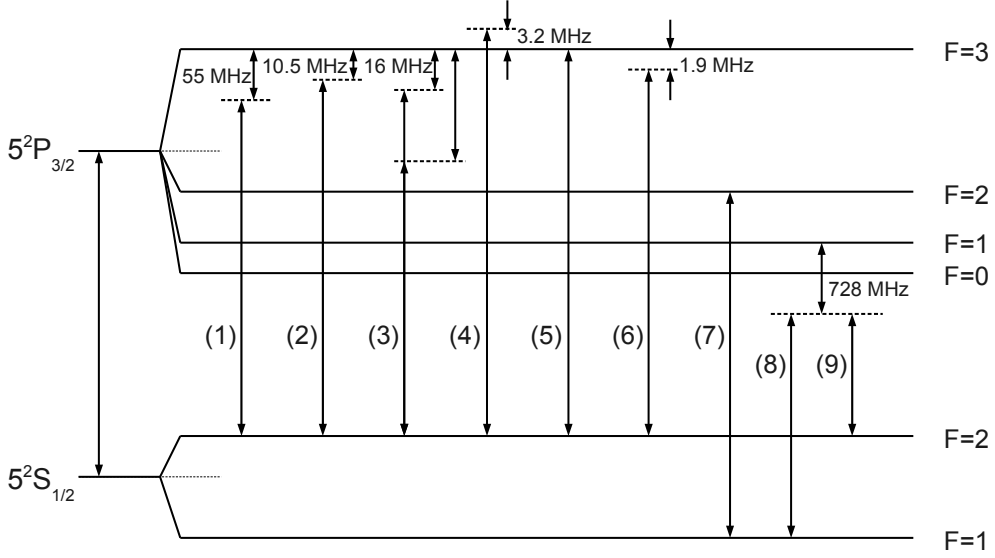 3.2 MHz
F=3
55 MHz
10.5 MHz
16 MHz
1.9 MHz
5²P₃/₂
F=2
F=1
F=0
728 MHz
(1)
(2)
(3)
(4)
(5)
(6)
(7)
(8)
(9)
F=2
5²S₁/₂
F=1